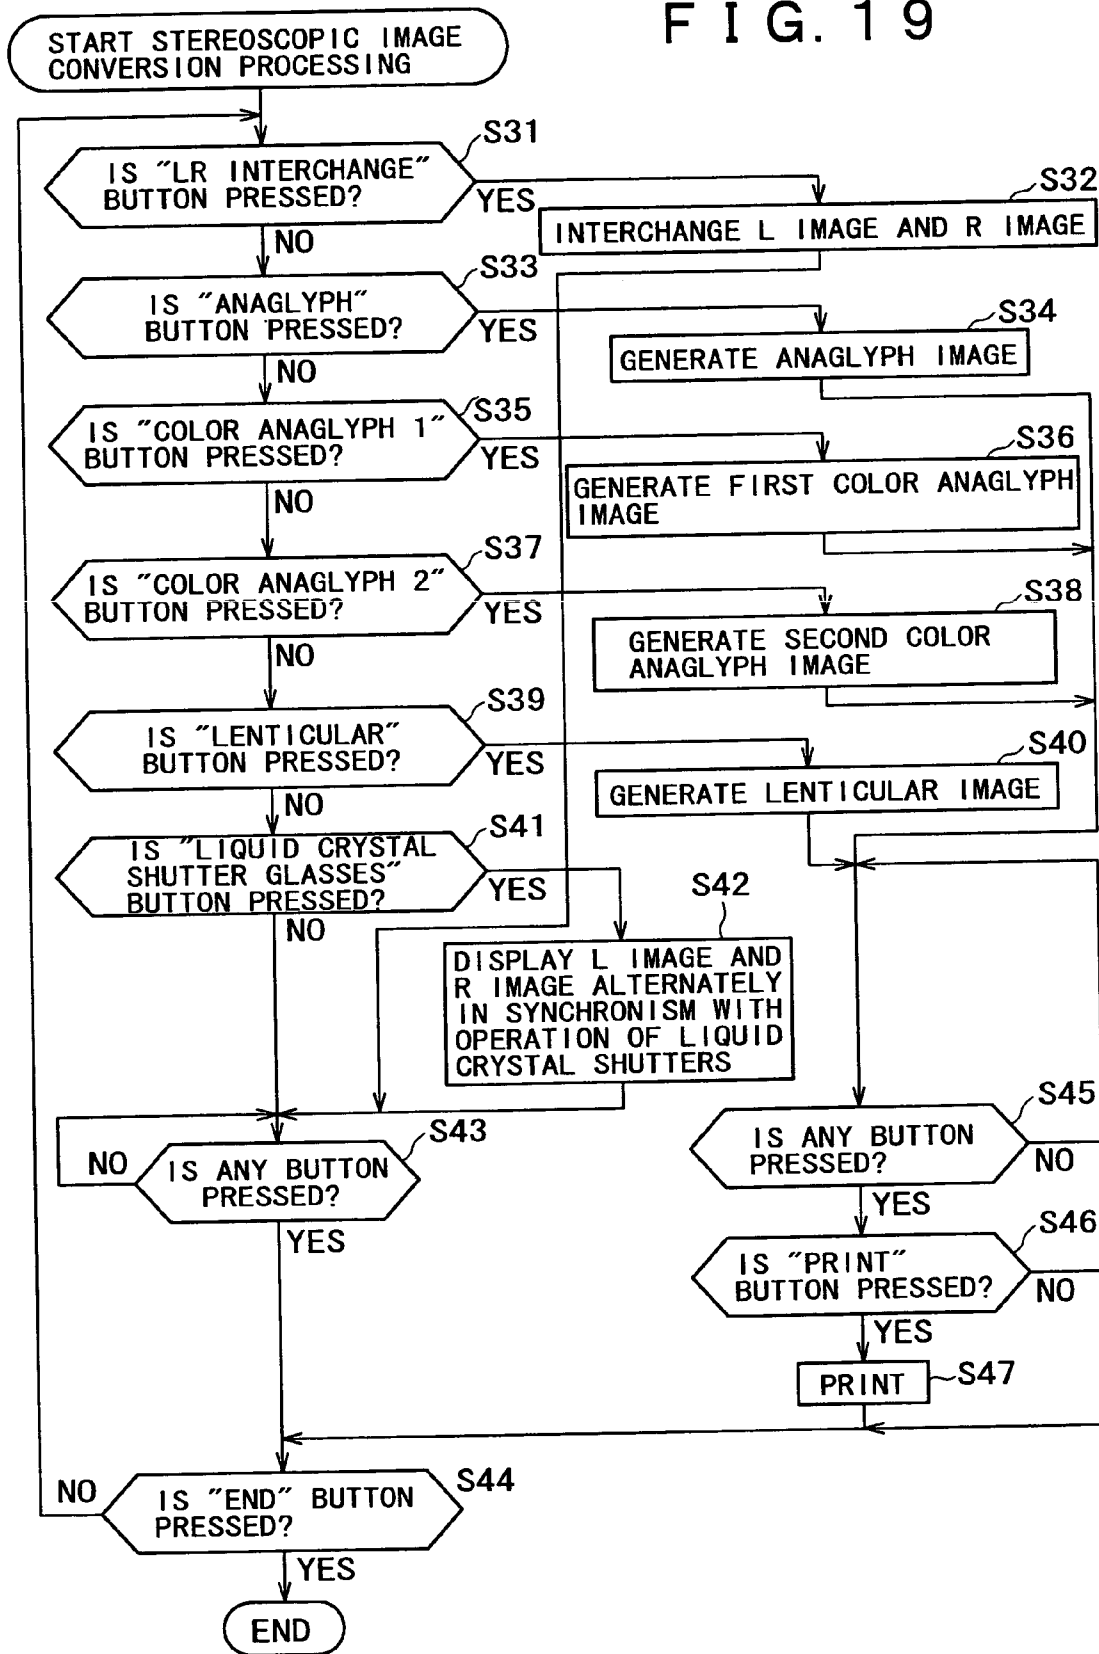 FIG. 19
START STEREOSCOPIC IMAGE
CONVERSION PROCESSING
S31
IS "LR INTERCHANGE"
BUTTON PRESSED?
YES
NO
S32
INTERCHANGE L IMAGE AND R IMAGE
S33
IS "ANAGLYPH"
BUTTON PRESSED?
YES
NO
S34
GENERATE ANAGLYPH IMAGE
S35
IS "COLOR ANAGLYPH 1"
BUTTON PRESSED?
YES
NO
S36
GENERATE FIRST COLOR ANAGLYPH
IMAGE
S37
IS "COLOR ANAGLYPH 2"
BUTTON PRESSED?
YES
NO
S38
GENERATE SECOND COLOR
ANAGLYPH IMAGE
S39
IS "LENTICULAR"
BUTTON PRESSED?
YES
NO
S40
GENERATE LENTICULAR IMAGE
S41
IS "LIQUID CRYSTAL
SHUTTER GLASSES"
BUTTON PRESSED?
YES
NO
S42
DISPLAY L IMAGE AND
R IMAGE ALTERNATELY
IN SYNCHRONISM WITH
OPERATION OF LIQUID
CRYSTAL SHUTTERS
S43
IS ANY BUTTON
PRESSED?
NO
YES
S45
IS ANY BUTTON
PRESSED?
NO
YES
S46
IS "PRINT"
BUTTON PRESSED?
NO
YES
PRINT
S47
S44
IS "END" BUTTON
PRESSED?
NO
YES
END